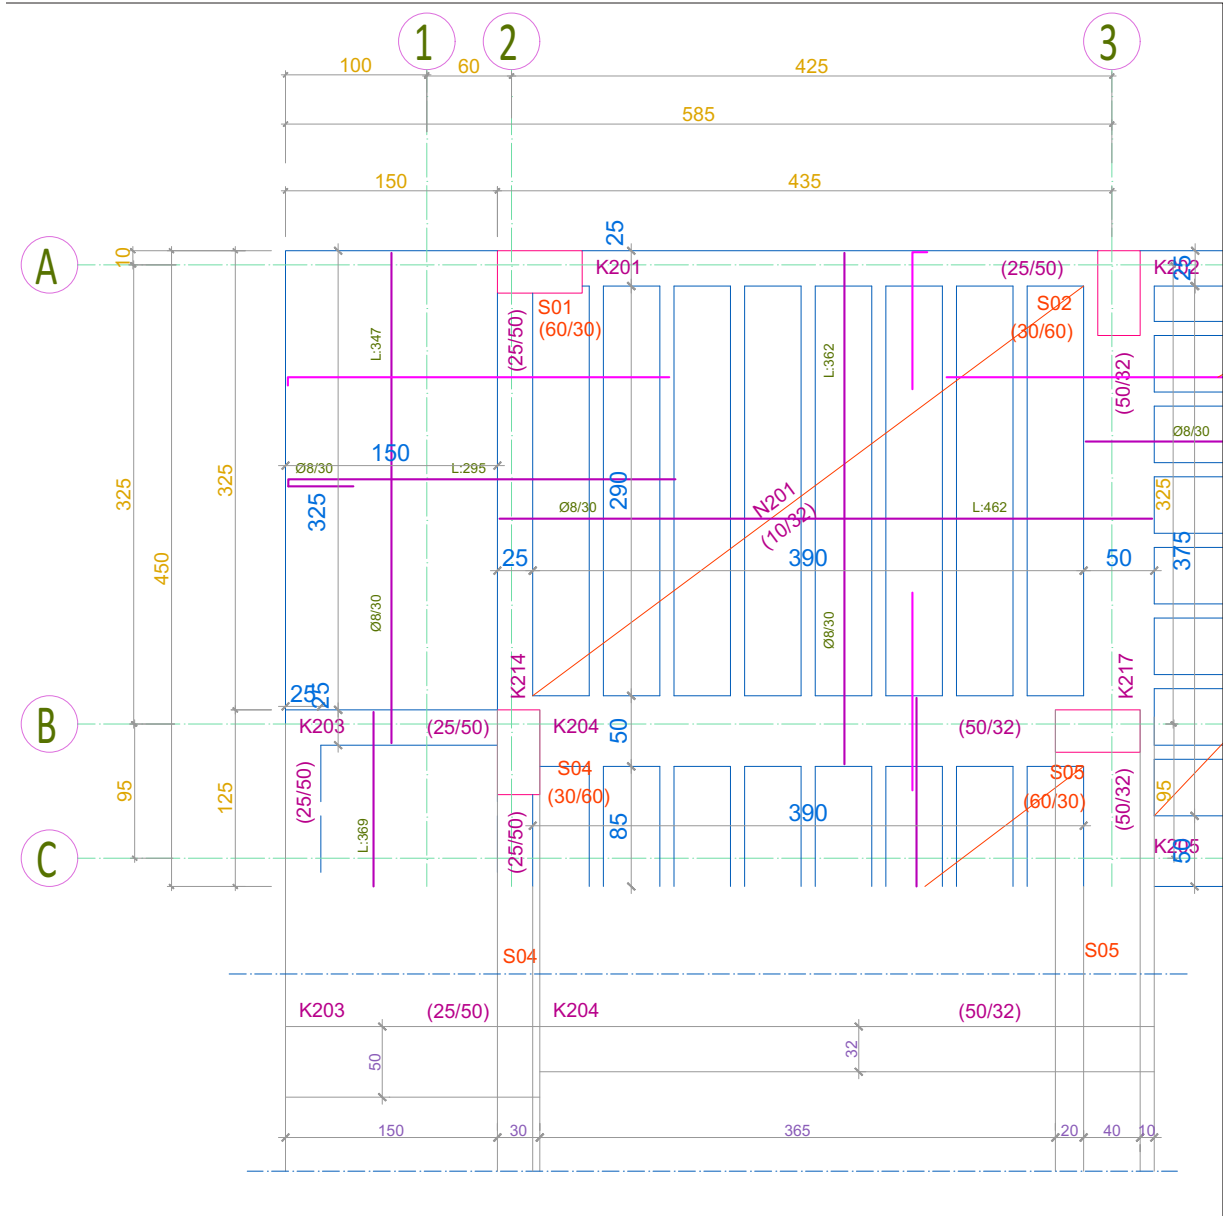 1
2
3
100
60
425
585
150
435
A
10
25
K201
(25/50)
K202
25
S01
(60/30)
S02
(30/60)
(25/50)
L:347
L:362
(50/32)
Ø8/30
150
Ø8/30
L:295
325
325
450
325
290
Ø8/30
N201
(10/32)
L:462
325
375
25
390
50
Ø8/30
Ø8/30
K214
K217
25
25
B
K203
(25/50)
K204
50
(50/32)
S04
(30/60)
S05
(60/30)
95
125
(25/50)
L:369
(25/50)
85
390
(50/32)
95
C
K205
50
S04
S05
K203
(25/50)
K204
(50/32)
50
32
150
30
365
20
40
10